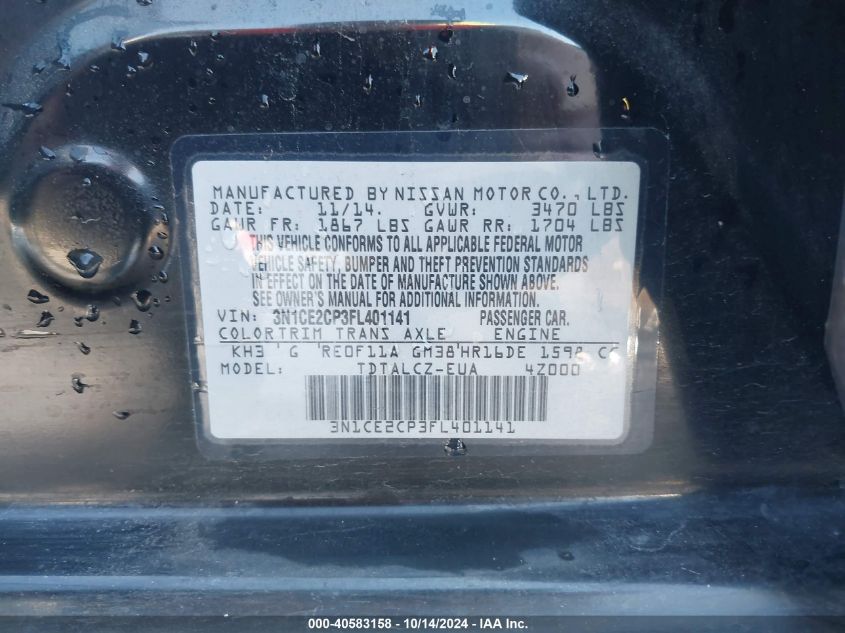 MANUFACTURED BY NISSAN MOTOR CO., LTD.
DATE: 11/14. GVWR: 3470 LBS
GAWR FR: 1867 LBS GAWR RR: 1704 LBS
THIS VEHICLE CONFORMS TO ALL APPLICABLE FEDERAL MOTOR
VEHICLE SAFETY, BUMPER AND THEFT PREVENTION STANDARDS
IN EFFECT ON THE DATE OF MANUFACTURE SHOWN ABOVE.
SEE OWNER'S MANUAL FOR ADDITIONAL INFORMATION.
VIN: 3N1CE2CP3FL401141 PASSENGER CAR.
COLORTRIM TRANS AXLE ENGINE
KH3 G RE0F11A GM38 HR16DE 1598 CC
MODEL: TDTALCZ-EUA 4Z000
3N1CE2CP3FL401141
000-40583158 - 10/14/2024 - IAA Inc.